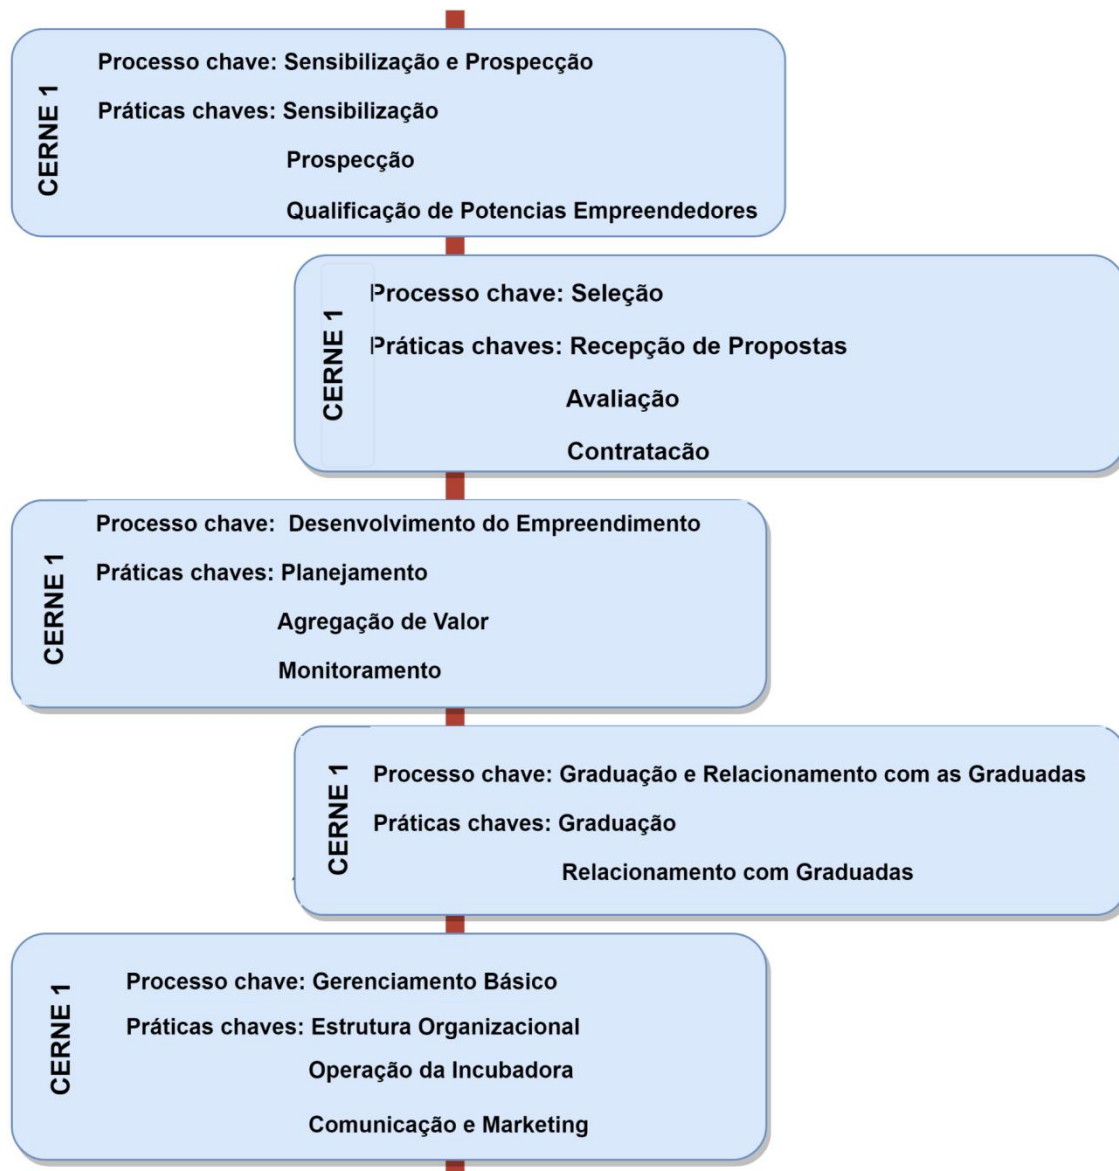 CERNE 1
Processo chave: Sensibilização e Prospecção
Práticas chaves: Sensibilização
Prospecção
Qualificação de Potencias Empreendedores
CERNE 1
Processo chave: Seleção
Práticas chaves: Recepção de Propostas
Avaliação
Contratacão
CERNE 1
Processo chave: Desenvolvimento do Empreendimento
Práticas chaves: Planejamento
Agregação de Valor
Monitoramento
CERNE 1
Processo chave: Graduação e Relacionamento com as Graduadas
Práticas chaves: Graduação
Relacionamento com Graduadas
CERNE 1
Processo chave: Gerenciamento Básico
Práticas chaves: Estrutura Organizacional
Operação da Incubadora
Comunicação e Marketing